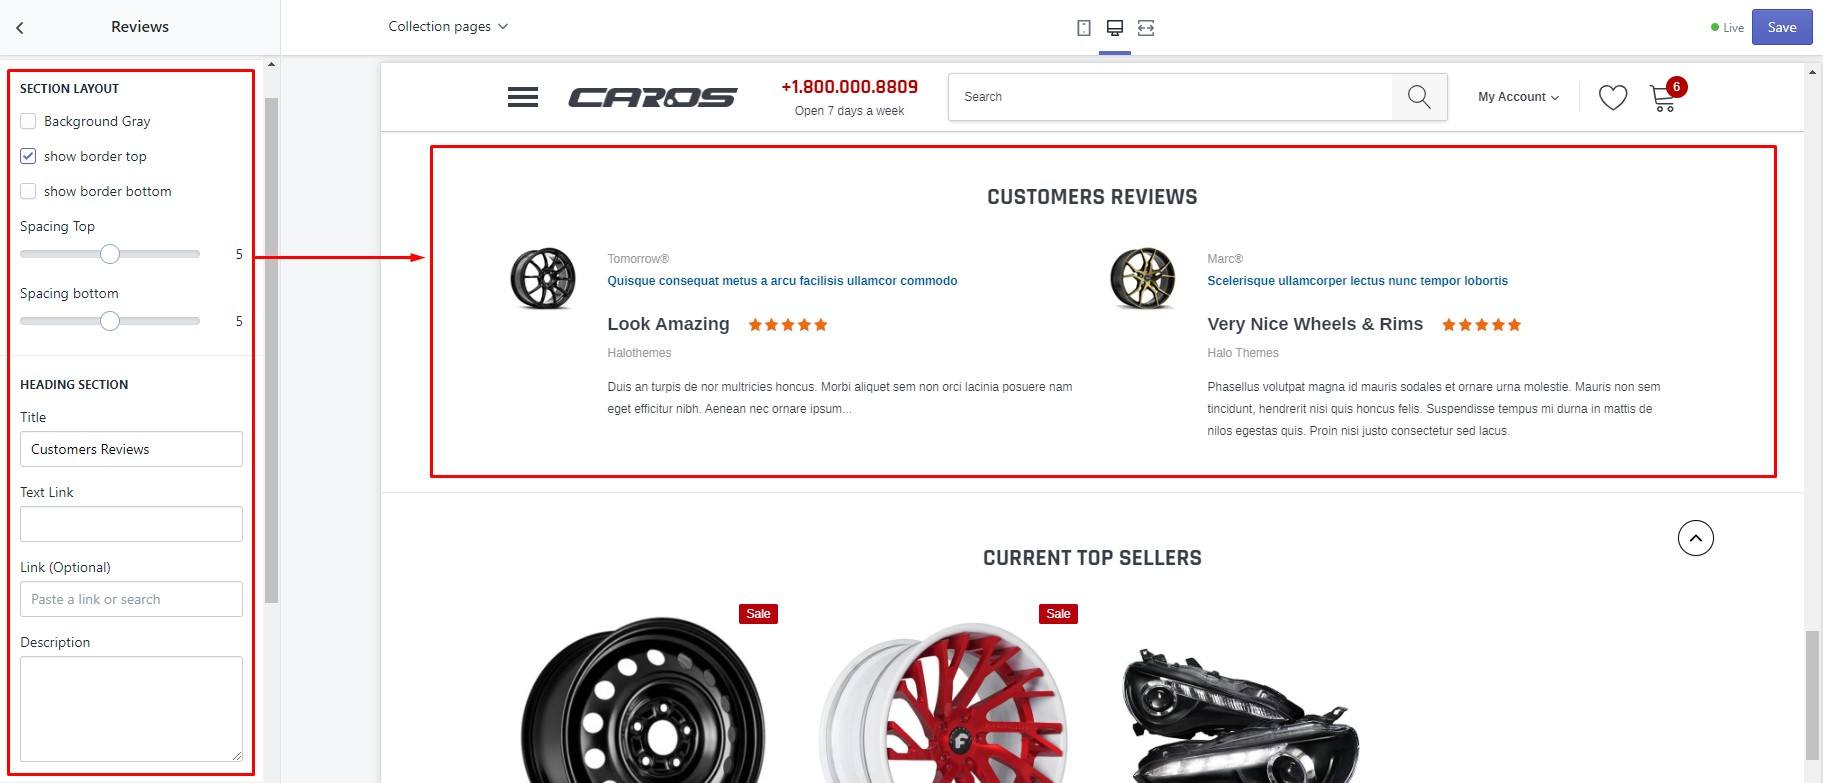 Reviews
Collection pages
Live
Save
SECTION LAYOUT
Background Gray
show border top
show border bottom
Spacing Top
5
Spacing bottom
5
HEADING SECTION
Title
Customers Reviews
Text Link
Link (Optional)
Paste a link or search
Description
CAROS
+1.800.000.8809
Open 7 days a week
Search
My Account
6
CUSTOMERS REVIEWS
Tomorrow®
Quisque consequat metus a arcu facilisis ullamcor commodo
Look Amazing
Halothemes
Duis an turpis de nor multricies honcus. Morbi aliquet sem non orci lacinia posuere nam
eget efficitur nibh. Aenean nec ornare ipsum...
Marc®
Scelerisque ullamcorper lectus nunc tempor lobortis
Very Nice Wheels & Rims
Halo Themes
Phasellus volutpat magna id mauris sodales et ornare urna molestie. Mauris non sem
tincidunt, hendrerit nisi quis honcus felis. Suspendisse tempus mi durna in mattis de
nilos egestas quis. Proin nisi justo consectetur sed lacus.
CURRENT TOP SELLERS
Sale
Sale